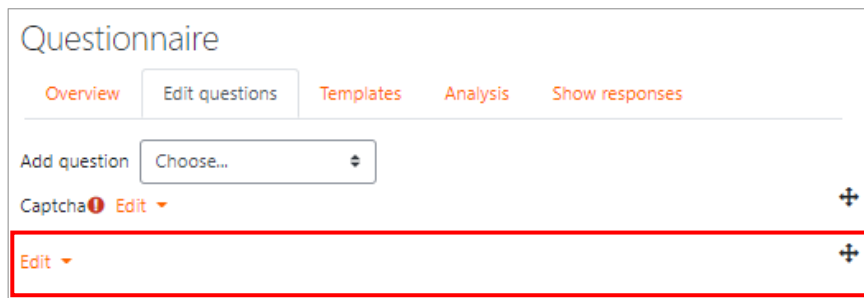 Questionnaire
Overview Edit questions Templates Analysis Show responses
Add question Choose...
Captcha Edit
Edit